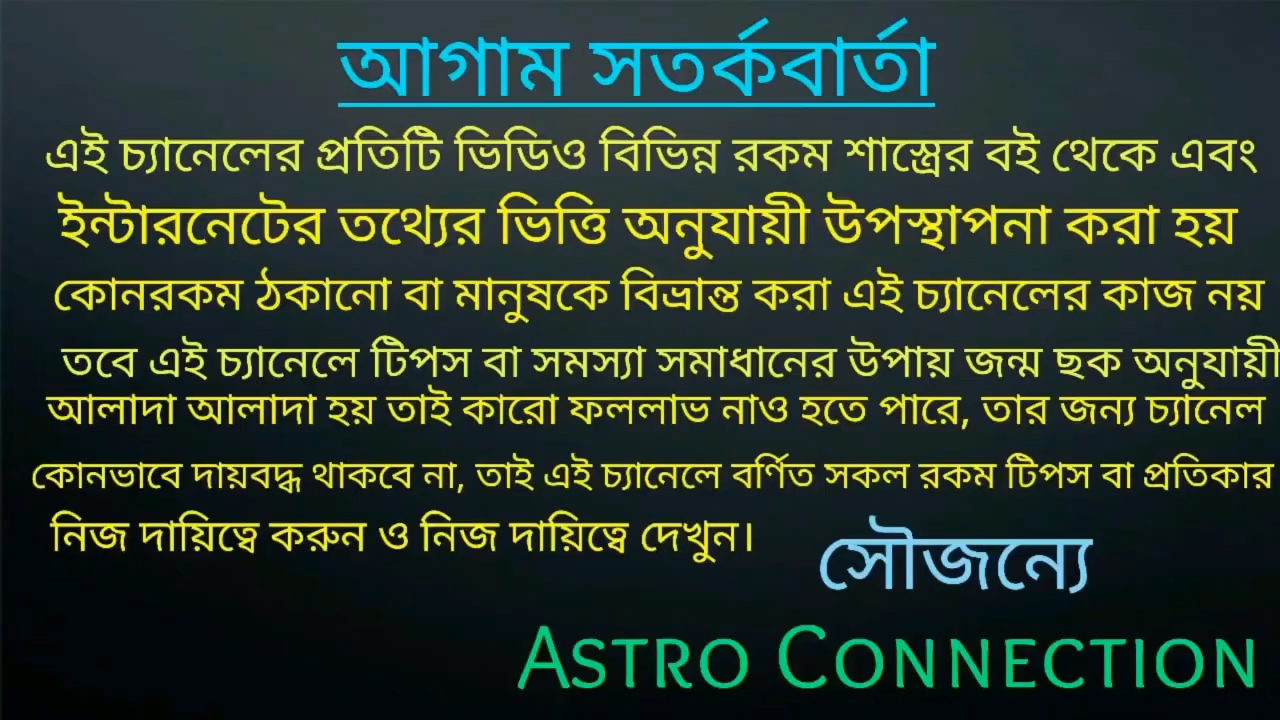 আগাম সতর্কবার্তা
এই চ্যানেলের প্রতিটি ভিডিও বিভিন্ন রকম শাস্ত্রের বই থেকে এবং
ইন্টারনেটের তথ্যের ভিত্তি অনুযায়ী উপস্থাপনা করা হয়
কোনরকম ঠকানো বা মানুষকে বিভ্রান্ত করা এই চ্যানেলের কাজ নয়
তবে এই চ্যানেলে টিপস বা সমস্যা সমাধানের উপায় জন্ম ছক অনুযায়ী
আলাদা আলাদা হয় তাই কারো ফললাভ নাও হতে পারে, তার জন্য চ্যানেল
কোনভাবে দায়বদ্ধ থাকবে না, তাই এই চ্যানেলে বর্ণিত সকল রকম টিপস বা প্রতিকার
নিজ দায়িত্বে করুন ও নিজ দায়িত্বে দেখুন।
সৌজন্যে
ASTRO CONNECTION